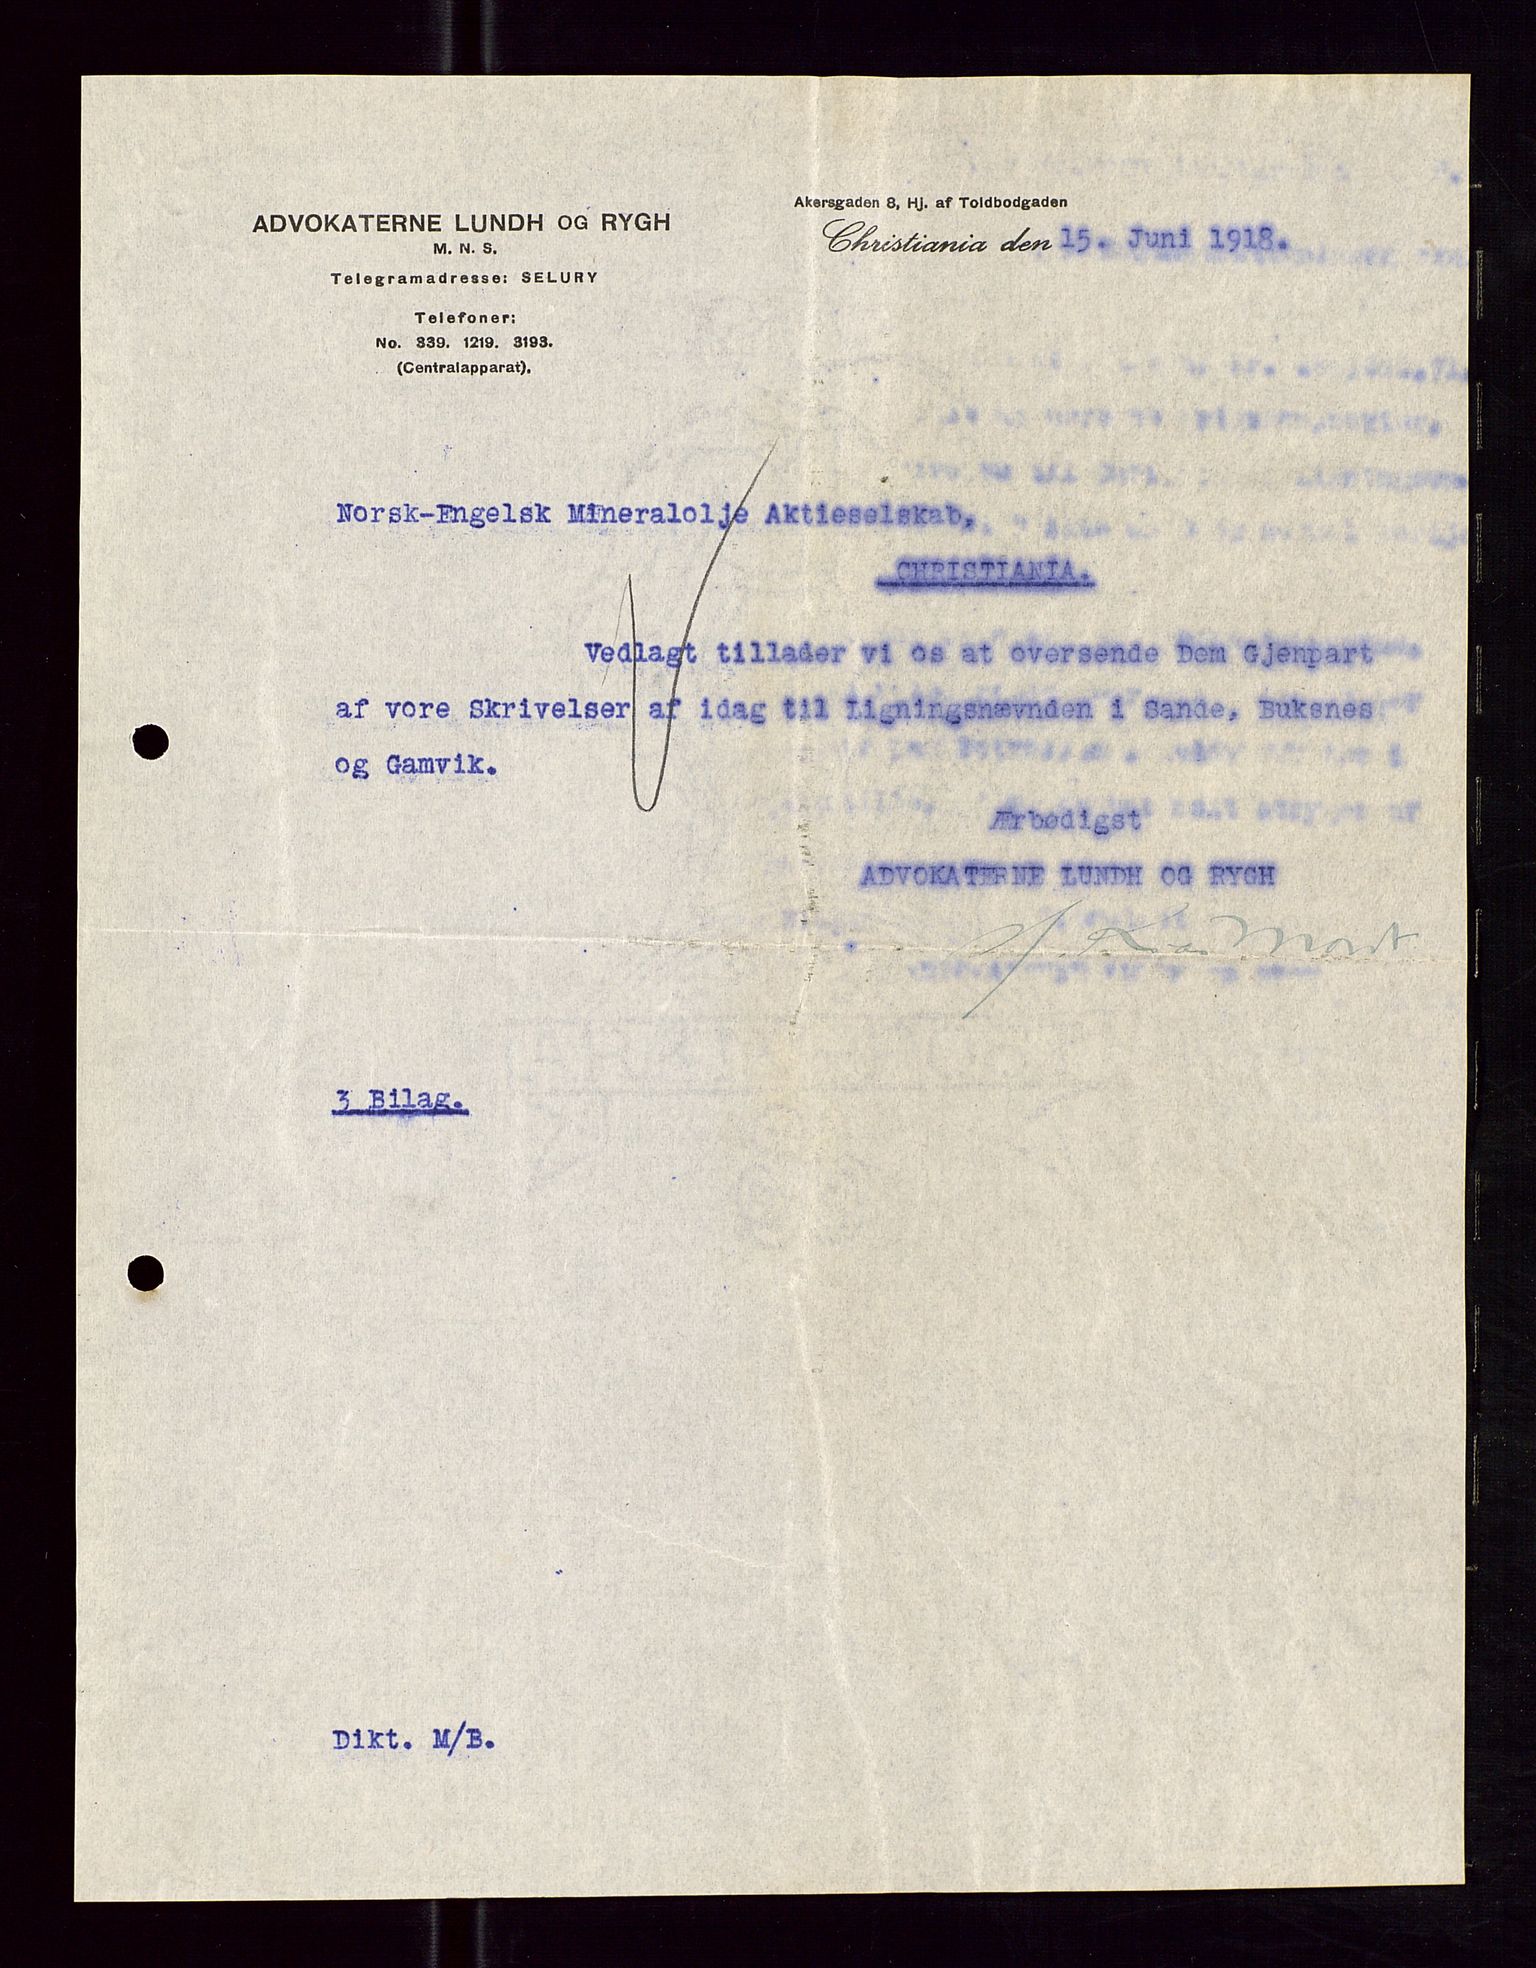 ADVOKATERNE LUNDH OG RYGH
M. N. S.
Telegramadresse: SELURY
Telefoner:
No. 839. 1219. 3193.
(Centralapparat).
Akersgaden 8, Hj. af Toldbodgaden
Christiania den 15. Juni 1918.
Norsk-Engelsk Mineralolje Aktieselskab,
CHRISTIANIA.
Vedlagt tillader vi os at oversende Dem Gjenpart
af vore Skrivelser af idag til Ligningsnævnden i Sande, Buksnes
og Gamvik.
Ærbødigst
ADVOKATERNE LUNDH OG RYGH
3 Bilag.
Dikt. M/B.